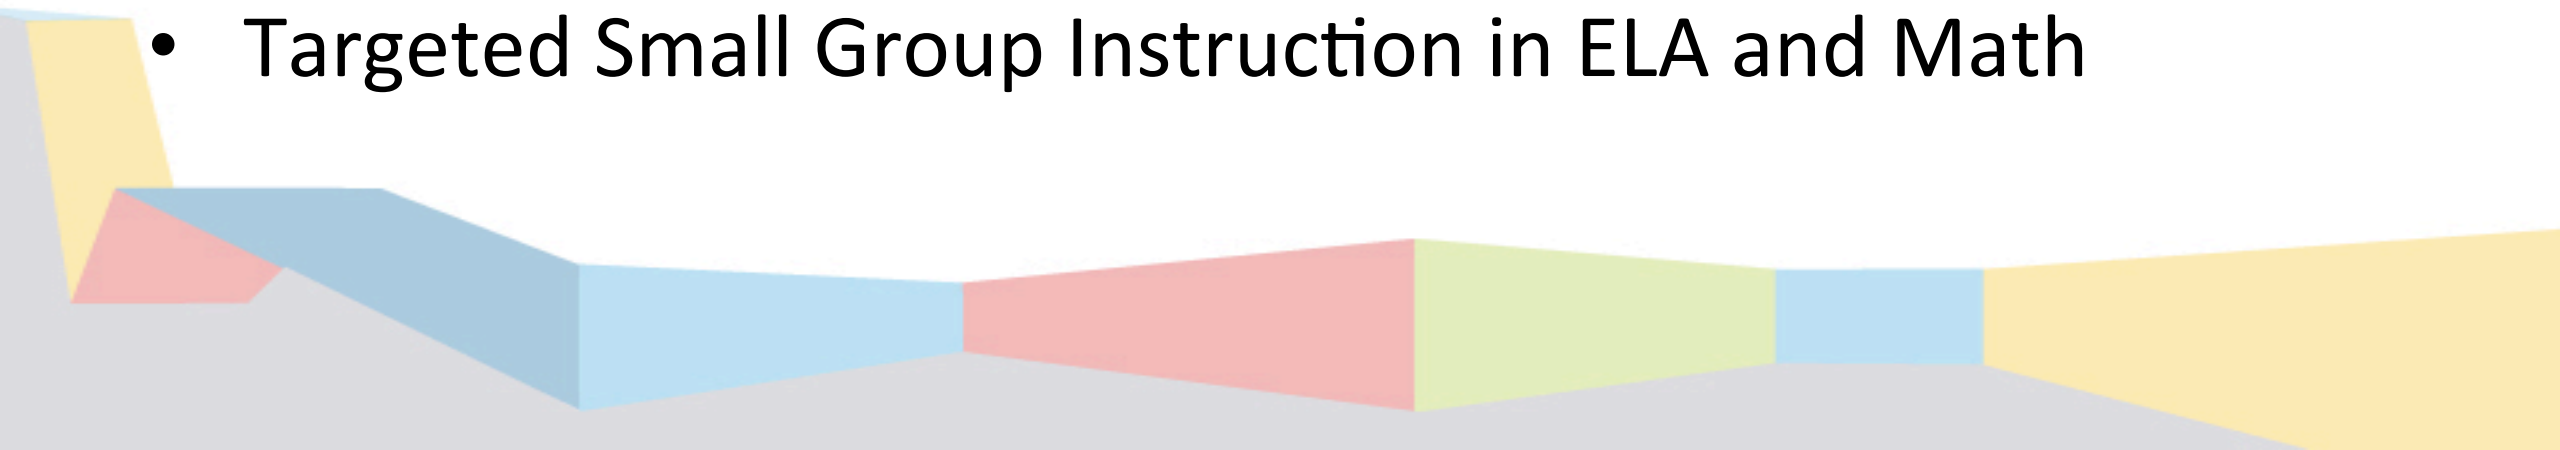 • Targeted Small Group Instruction in ELA and Math